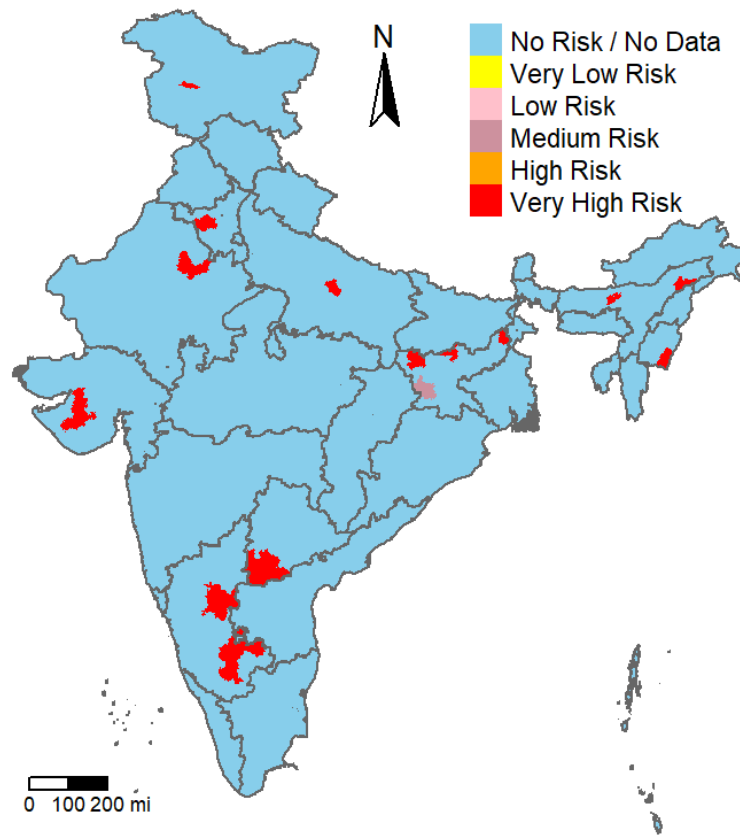 N
No Risk / No Data
Very Low Risk
Low Risk
Medium Risk
High Risk
Very High Risk
0 100 200 mi